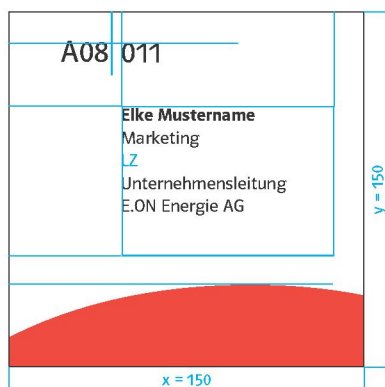 A08 011
Elke Mustername
Marketing
LZ
Unternehmensleitung
E.ON Energie AG
y = 150
x = 150